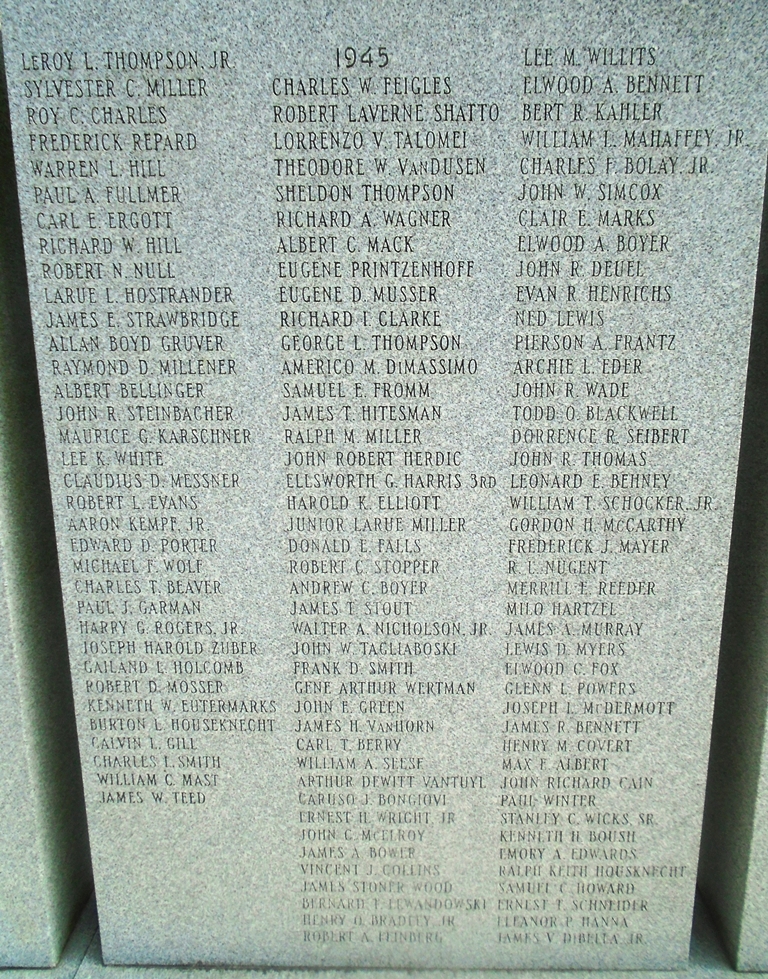 LeROY L. THOMPSON, JR.
SYLVESTER C. MILLER
ROY C. CHARLES
FREDERICK REPARD
WARREN L. HILL
PAUL A. FULLMER
CARL E. ERGOTT
RICHARD W. HILL
ROBERT N. NULL
LARUE L. HOSTRANDER
JAMES E. STRAWBRIDGE
ALLAN BOYD GRUVER
RAYMOND D. MILLENER
ALBERT BELLINGER
JOHN R. STEINBACHER
MAURICE G. KARSCHNER
LEE K. WHITE
CLAUDIUS D. MESSNER
ROBERT L. EVANS
AARON KEMPF, JR.
EDWARD D. PORTER
MICHAEL F. WOLF
CHARLES T. BEAVER
PAUL J. GARMAN
HARRY G. ROGERS, JR.
JOSEPH HAROLD ZUBER
GAILAND L. HOLCOMB
ROBERT D. MOSSER
KENNETH W. EUTERMARKS
BURTON L. HOUSEKNECHT
CALVIN L. GILL
CHARLES L. SMITH
WILLIAM C. MAST
JAMES W. TEED
1945
CHARLES W. FEIGLES
ROBERT LAVERNE SHATTO
LORRENZO V. TALOMEI
THEODORE W. VanDUSEN
SHELDON THOMPSON
RICHARD A. WAGNER
ALBERT C. MACK
EUGENE PRINTZENHOFF
EUGENE D. MUSSER
RICHARD I. CLARKE
GEORGE L. THOMPSON
AMERICO M. DiMASSIMO
SAMUEL E. FROMM
JAMES T. HITESMAN
RALPH M. MILLER
JOHN ROBERT HERDIC
ELLSWORTH G. HARRIS 3RD
HAROLD K. ELLIOTT
JUNIOR LARUE MILLER
DONALD E. FALLS
ROBERT C. STOPPER
ANDREW C. BOYER
JAMES T. STOUT
WALTER A. NICHOLSON, JR.
JOHN W. TAGLIABOSKI
FRANK D. SMITH
GENE ARTHUR WERTMAN
JOHN E. GREEN
JAMES H. VanHORN
CARL T. BERRY
WILLIAM A. SEESE
ARTHUR DEWITT VANTUYL
CARUSO J. BONGIOVI
ERNEST H. WRIGHT JR
JOHN C. McELROY
JAMES A. BOWER
VINCENT J. COLLINS
JAMES STONER WOOD
BERNARD T. LEWANDOWSKI
HENRY O. BRADLEY, JR
ROBERT A. FEINBERG
LEE M. WILLITS
ELWOOD A. BENNETT
BERT R. KAHLER
WILLIAM L. MAHAFFEY, JR.
CHARLES F. BOLAY, JR.
JOHN W. SIMCOX
CLAIR E. MARKS
ELWOOD A. BOYER
JOHN R. DEUEL
EVAN R. HENRICHS
NED LEWIS
PIERSON A. FRANTZ
ARCHIE L. EDER
JOHN R. WADE
TODD O. BLACKWELL
DORRENCE R. SEIBERT
JOHN R. THOMAS
LEONARD E. BEHNEY
WILLIAM T. SCHOCKER, JR.
GORDON H. McCARTHY
FREDERICK J. MAYER
R. L. NUGENT
MERRILL E. REEDER
MILO HARTZEL
JAMES A. MURRAY
LEWIS D. MYERS
ELWOOD C. FOX
GLENN L. POWERS
JOSEPH L. McDERMOTT
JAMES R. BENNETT
HENRY M. COVERT
MAX F. ALBERT
JOHN RICHARD CAIN
PAUL WINTER
STANLEY C. WICKS, SR.
KENNETH H. BOUSH
EMORY A. EDWARDS
RALPH KEITH HOUSKNECHT
SAMUEL C. HOWARD
ERNEST T. SCHNEIDER
ELEANOR P. HANNA
JAMES V. DiBELLA, JR.